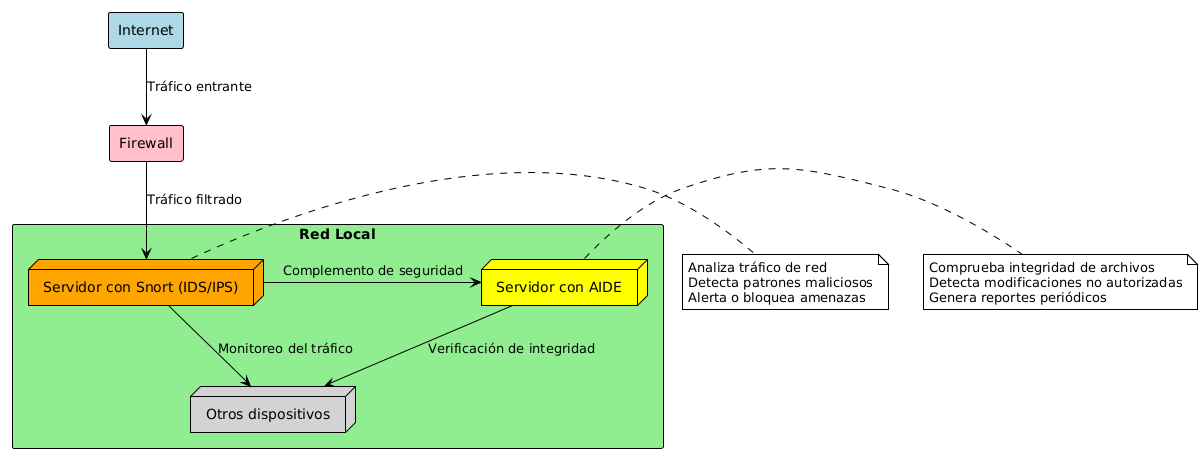 Internet
Tráfico entrante
Firewall
Tráfico filtrado
Red Local
Servidor con Snort (IDS/IPS)
Complemento de seguridad
Servidor con AIDE
Analiza tráfico de red
Detecta patrones maliciosos
Alerta o bloquea amenazas
Comprueba integridad de archivos
Detecta modificaciones no autorizadas
Genera reportes periódicos
Monitoreo del tráfico
Verificación de integridad
Otros dispositivos